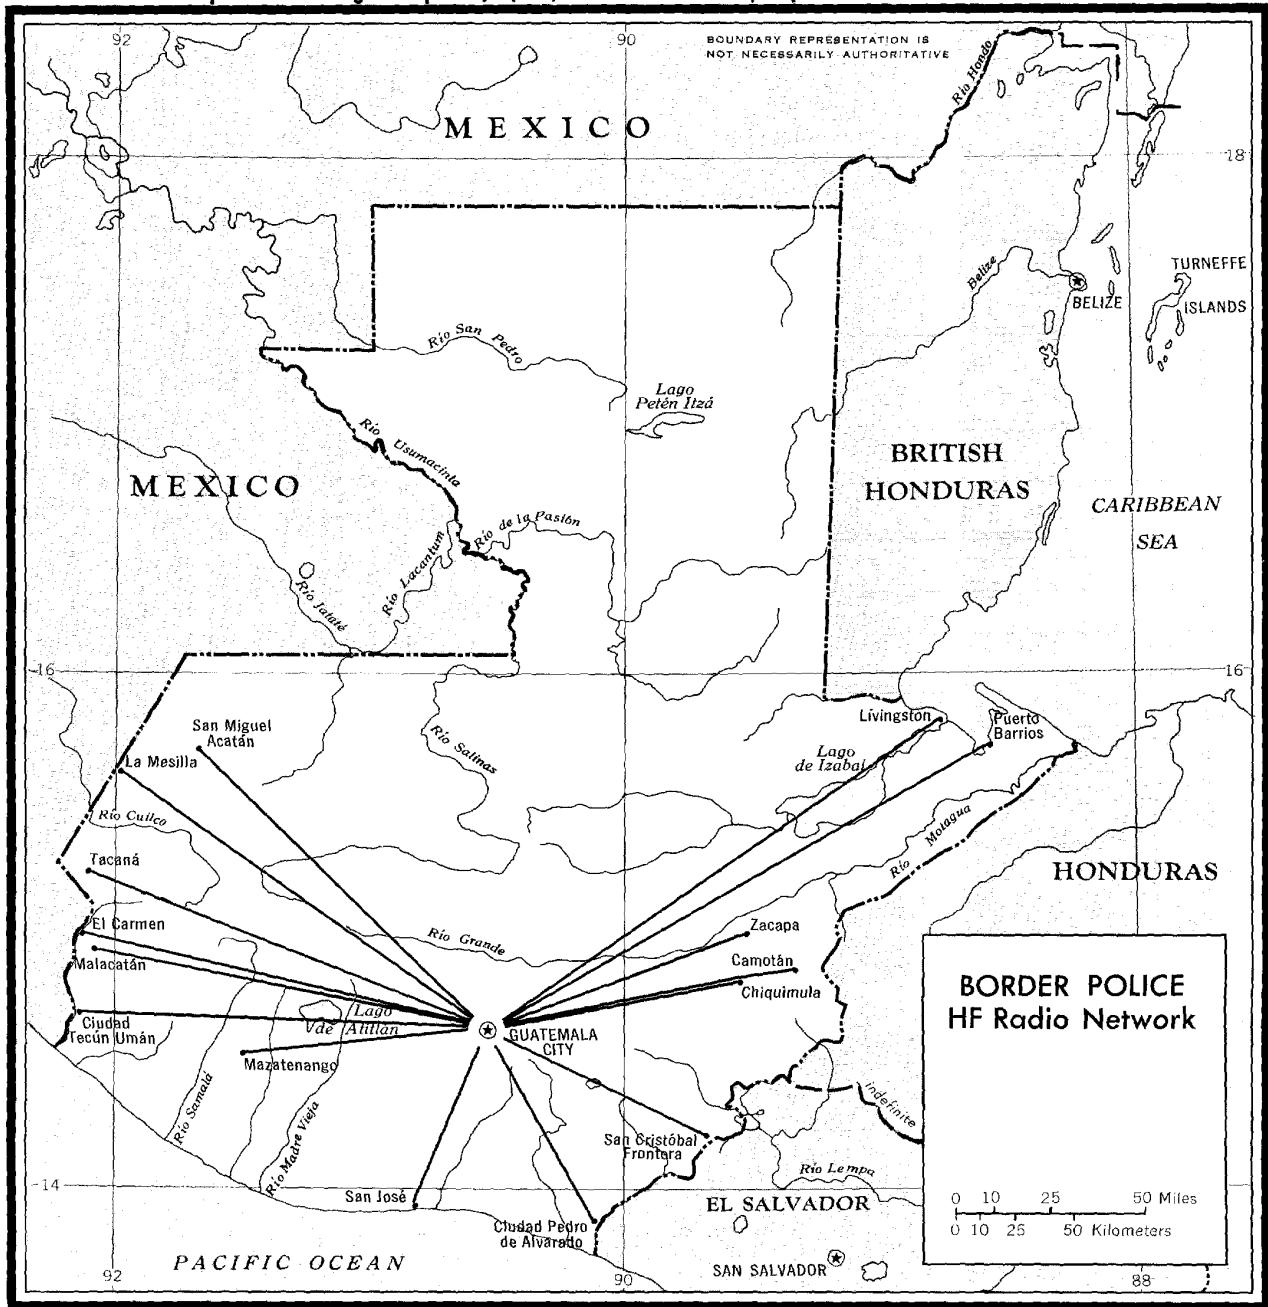 92
90
BOUNDARY REPRESENTATION IS
NOT NECESSARILY AUTHORITATIVE
Río Hondo
MEXICO
18
Belize
BELIZE
TURNEFFE
ISLANDS
Río San Pedro
Lago
Petén Itzá
Río Usumacinta
MEXICO
BRITISH
HONDURAS
CARIBBEAN
SEA
Río de la Pasión
Río Lacantum
Río Jataté
16
16
San Miguel
Acatán
La Mesilla
Río Salinas
Livingston
Puerto
Barrios
Lago
de Izabal
Río Cuilco
Río Motagua
Tacaná
HONDURAS
El Carmen
Malacatán
Río Grande
Zacapa
Camotán
Chiquimula
Lago
de Atitlán
Ciudad
Tecún Umán
GUATEMALA
CITY
Mazatenango
BORDER POLICE
HF Radio Network
Río Samalá
Río Madre Vieja
indefinite
San Cristóbal
Frontera
Río Lempa
14
San José
EL SALVADOR
Ciudad Pedro
de Alvarado
0 10 25 50 Miles
0 10 25 50 Kilometers
PACIFIC OCEAN
SAN SALVADOR
92
90
88